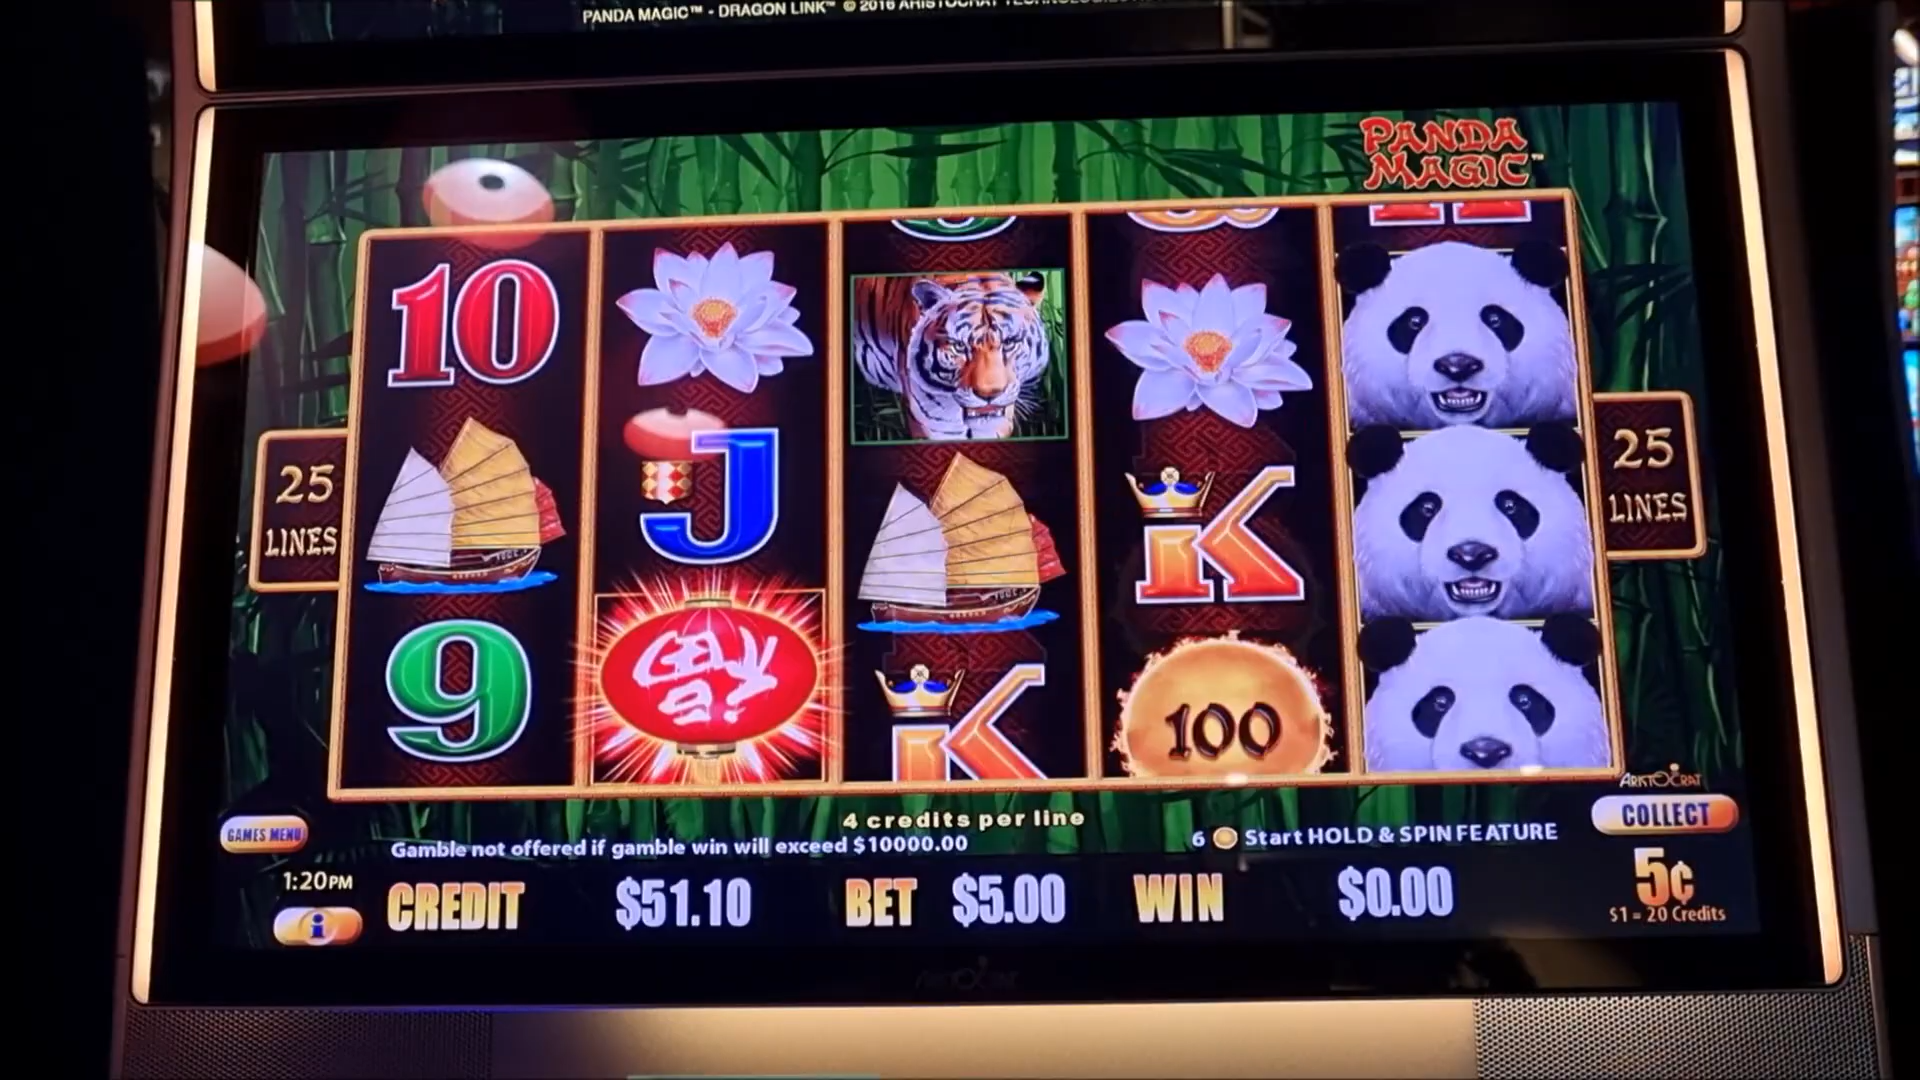 PANDA MAGIC™ - DRAGON LINK™ © 2016 ARISTOCRAT
PANDA
MAGIC™
10
25
LINES
J
K
25
LINES
9
K
100
ARISTOCRAT
GAMES MENU
4 credits per line
COLLECT
Gamble not offered if gamble win will exceed $10000.00
6 Start HOLD & SPIN FEATURE
1:20PM
CREDIT $51.10 BET $5.00 WIN $0.00
5¢
i
$1 = 20 Credits